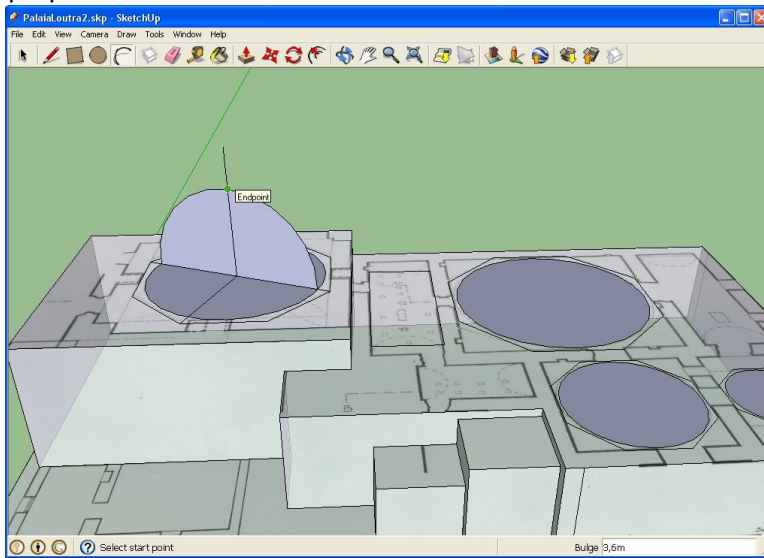 PalaiaLoutra2.skp - SketchUp
File Edit View Camera Draw Tools Window Help
Endpoint
B
Select start point
Bulge 3,6m